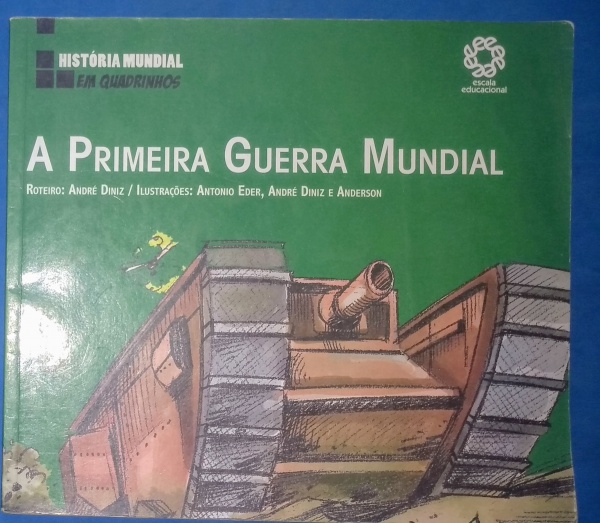 HISTÓRIA MUNDIAL
EM QUADRINHOS
escala
educacional
A PRIMEIRA GUERRA MUNDIAL
ROTEIRO: ANDRÉ DINIZ / ILUSTRAÇÕES: ANTONIO EDER, ANDRÉ DINIZ E ANDERSON